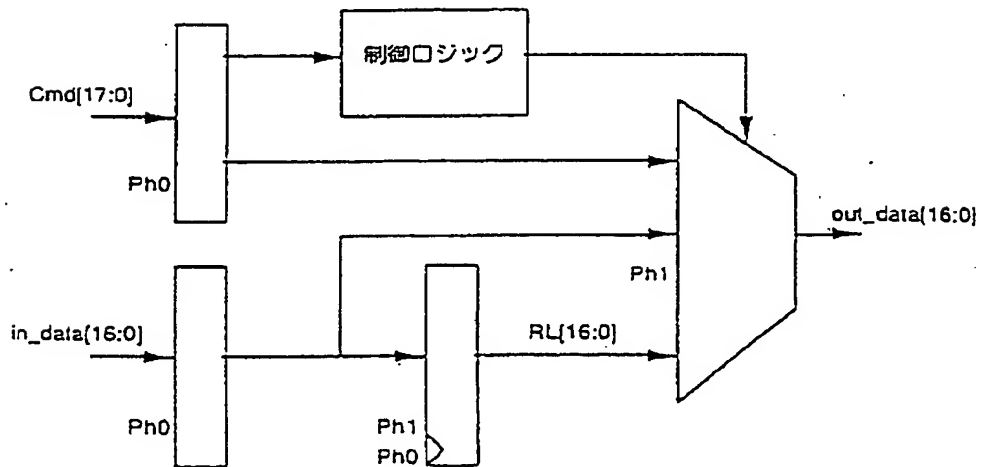 制御ロジック
Cmd[17:0]
Ph0
out_data[16:0]
Ph1
in_data[16:0]
RL[16:0]
Ph0
Ph1
Ph0